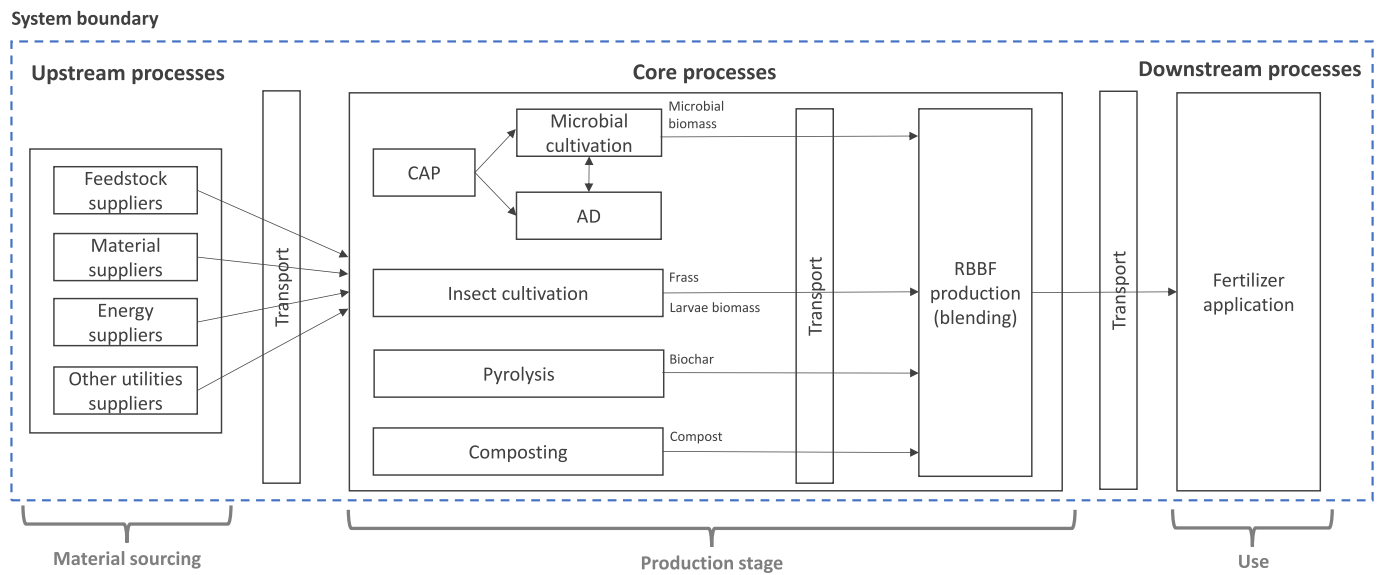 System boundary
Upstream processes
Core processes
Downstream processes
Feedstock
suppliers
Material
suppliers
Energy
suppliers
Other utilities
suppliers
Transport
CAP
Microbial
cultivation
AD
Microbial
biomass
Insect cultivation
Frass
Larvae biomass
Pyrolysis
Biochar
Composting
Compost
Transport
RBBF
production
(blending)
Transport
Fertilizer
application
Material sourcing
Production stage
Use